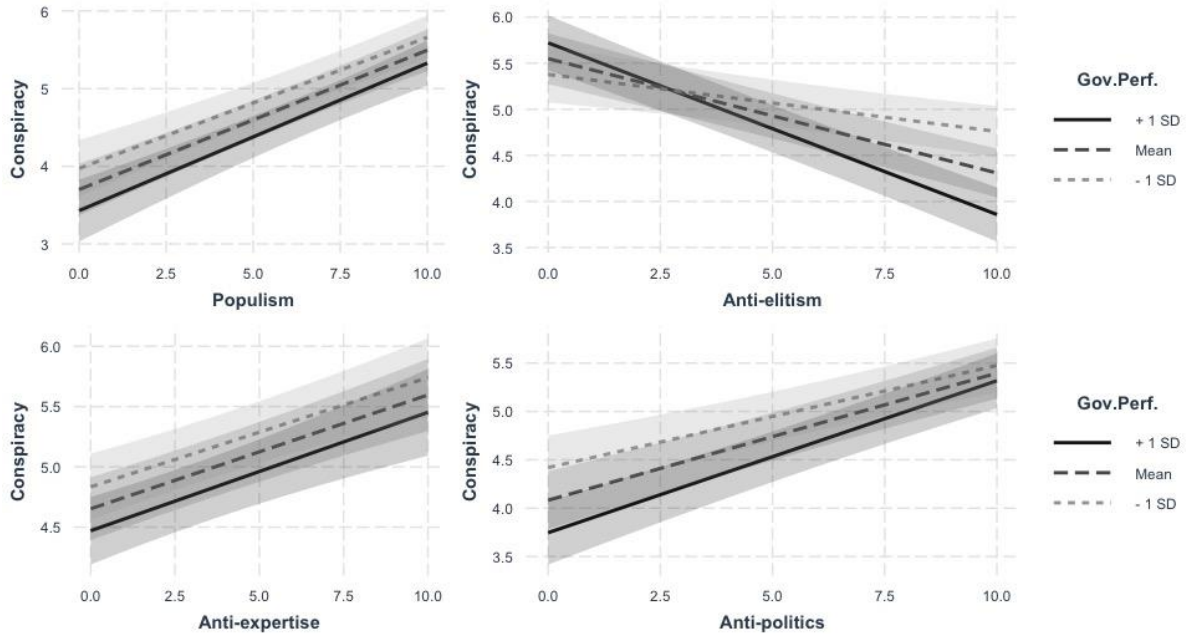 6
5
4
3
Conspiracy
0.0 2.5 5.0 7.5 10.0
Populism
6.0
5.5
5.0
4.5
4.0
3.5
Conspiracy
0.0 2.5 5.0 7.5 10.0
Anti-elitism
Gov.Perf.
+ 1 SD
Mean
- 1 SD
6.0
5.5
5.0
4.5
Conspiracy
0.0 2.5 5.0 7.5 10.0
Anti-expertise
5.5
5.0
4.5
4.0
3.5
Conspiracy
0.0 2.5 5.0 7.5 10.0
Anti-politics
Gov.Perf.
+ 1 SD
Mean
- 1 SD